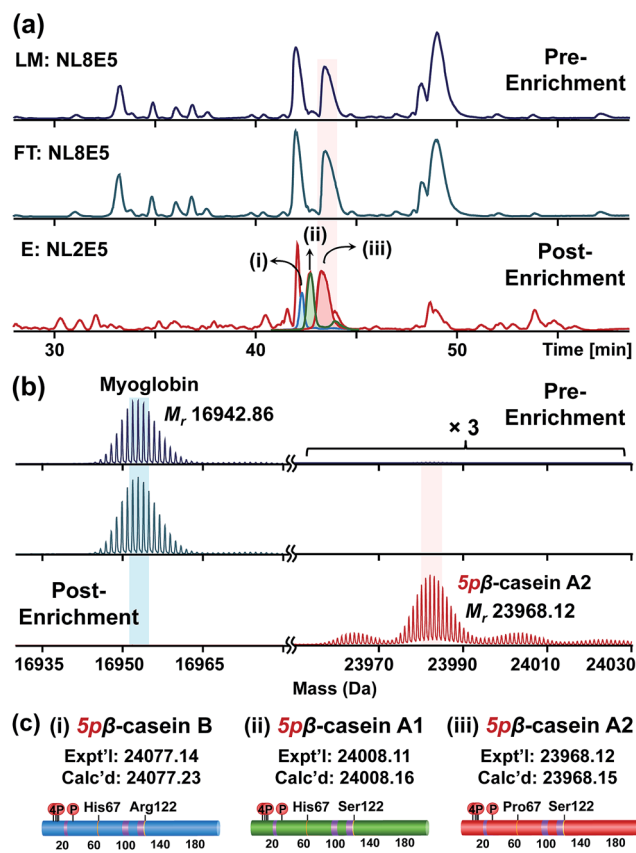 (a)
LM: NL8E5
Pre-
Enrichment
FT: NL8E5
E: NL2E5
(i)
(ii)
(iii)
Post-
Enrichment
30 40 50 Time [min]
(b)
Myoglobin
Mr 16942.86
Pre-
Enrichment
× 3
Post-
Enrichment
5pβ-casein A2
Mr 23968.12
16935 16950 16965 23970 23990 24010 24030
Mass (Da)
(c) (i) 5pβ-casein B (ii) 5pβ-casein A1 (iii) 5pβ-casein A2
Expt'l: 24077.14 Expt'l: 24008.11 Expt'l: 23968.12
Calc'd: 24077.23 Calc'd: 24008.16 Calc'd: 23968.15
4P P His67 Arg122 4P P His67 Ser122 4P P Pro67 Ser122
20 60 100 140 180 20 60 100 140 180 20 60 100 140 180